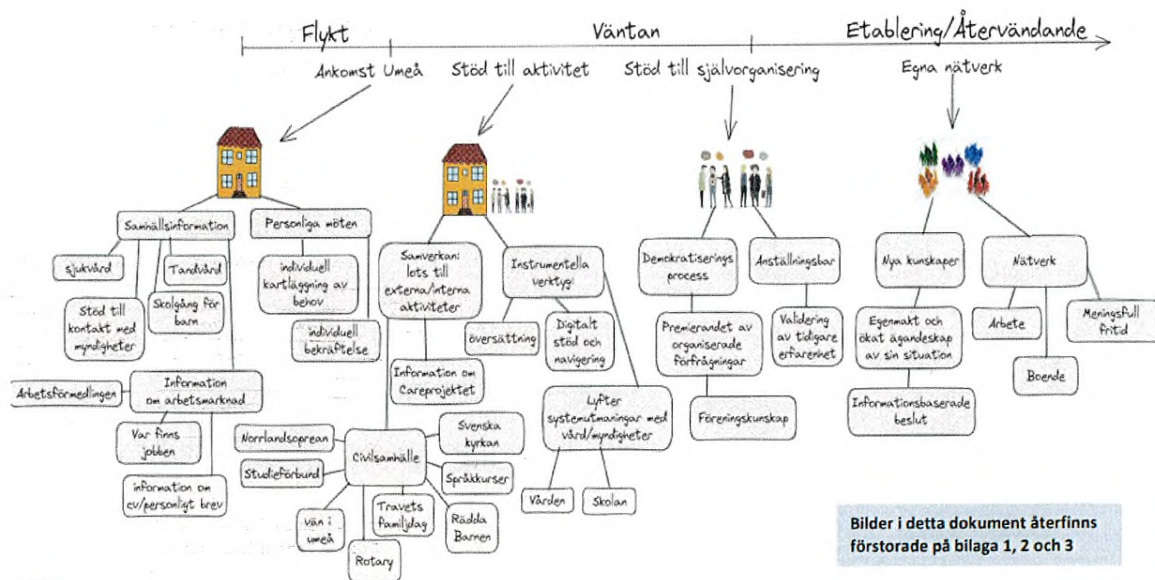 Flykt
Väntan
Etablering/Återvändande
Ankomst Umeå
Stöd till aktivitet
Stöd till självorganisering
Egna nätverk
Samhällsinformation
sjukvård
Tandvård
Stöd till
kontakt med
myndigheter
Skolgång för
barn
Information
om arbetsmarknad
Arbetsförmedlingen
Var finns
jobben
information om
cv/personligt brev
Personliga möten
individuell
kartläggning av
behov
individuell
bekräftelse
Samverkan:
lots till
externa/interna
aktiviteter
Information om
Careprojektet
Civilsamhälle
Norrlandsoprean
Studieförbund
vän i
umeå
Rotary
Travets
familjdag
Rädda
Barnen
Språkkurser
Svenska
kyrkan
Instrumentella
verktyg:
översättning
Digitalt
stöd och
navigering
Lyfter
systemutmaningar med
vård/myndigheter
Vården
Skolan
Demokratiserings
process
Premierandet av
organiserade
förfrågningar
Föreningskunskap
Anställningsbar
Validering
av tidigare
erfarenhet
Nya kunskaper
Egenmakt och
ökat ägandeskap
av sin situation
Informationsbaserade
beslut
Nätverk
Arbete
Boende
Meningsfull
fritid
Bilder i detta dokument återfinns
förstorade på bilaga 1, 2 och 3